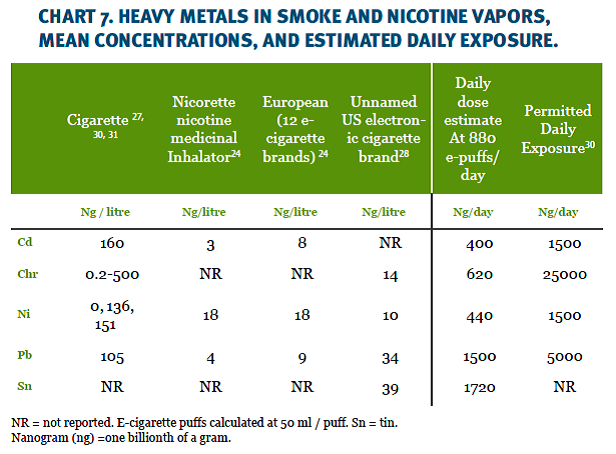 CHART 7. HEAVY METALS IN SMOKE AND NICOTINE VAPORS,
MEAN CONCENTRATIONS, AND ESTIMATED DAILY EXPOSURE.
Cigarette 27,
30, 31
Nicorette
nicotine
medicinal
Inhalator24
European
(12 e-
cigarette
brands) 24
Unnamed
US electron-
ic cigarette
brand28
Daily
dose
estimate
At 880
e-puffs/
day
Permitted
Daily
Exposure30
Ng / litre Ng/litre Ng/litre Ng/litre Ng/day Ng/day
Cd 160 3 8 NR 400 1500
Chr 0.2-500 NR NR 14 620 25000
Ni 0, 136, 18 18 10 440 1500
151
Pb 105 4 9 34 1500 5000
Sn NR NR NR 39 1720 NR
NR = not reported. E-cigarette puffs calculated at 50 ml / puff. Sn = tin.
Nanogram (ng) =one billionth of a gram.